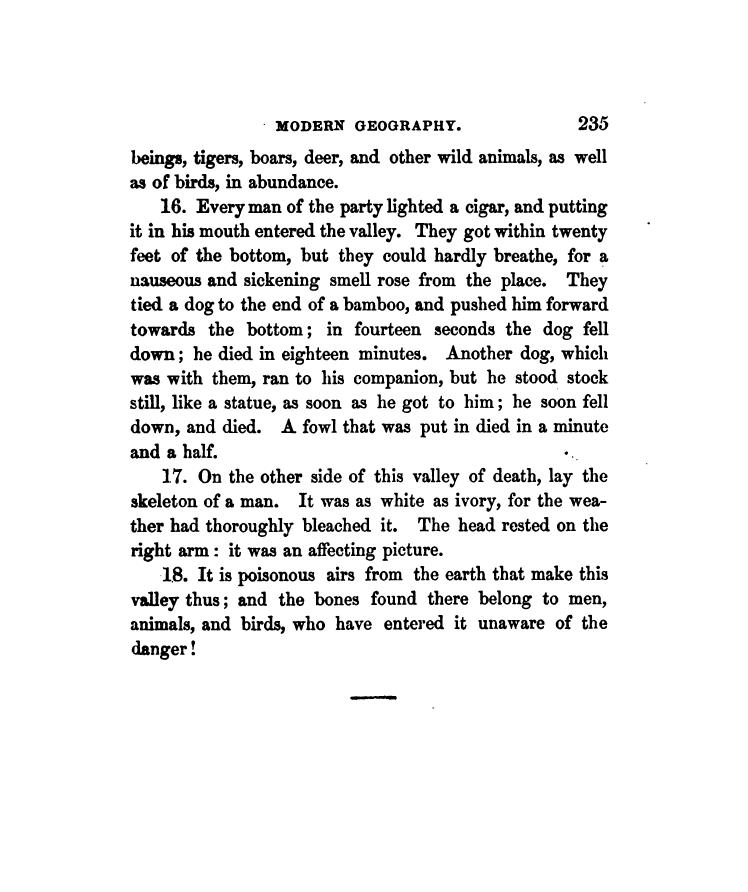 MODERN GEOGRAPHY. 235
beings, tigers, boars, deer, and other wild animals, as well
as of birds, in abundance.
16. Every man of the party lighted a cigar, and putting
it in his mouth entered the valley. They got within twenty
feet of the bottom, but they could hardly breathe, for a
nauseous and sickening smell rose from the place. They
tied a dog to the end of a bamboo, and pushed him forward
towards the bottom; in fourteen seconds the dog fell
down; he died in eighteen minutes. Another dog, which
was with them, ran to his companion, but he stood stock
still, like a statue, as soon as he got to him; he soon fell
down, and died. A fowl that was put in died in a minute
and a half.
17. On the other side of this valley of death, lay the
skeleton of a man. It was as white as ivory, for the wea-
ther had thoroughly bleached it. The head rested on the
right arm: it was an affecting picture.
18. It is poisonous airs from the earth that make this
valley thus; and the bones found there belong to men,
animals, and birds, who have entered it unaware of the
danger!